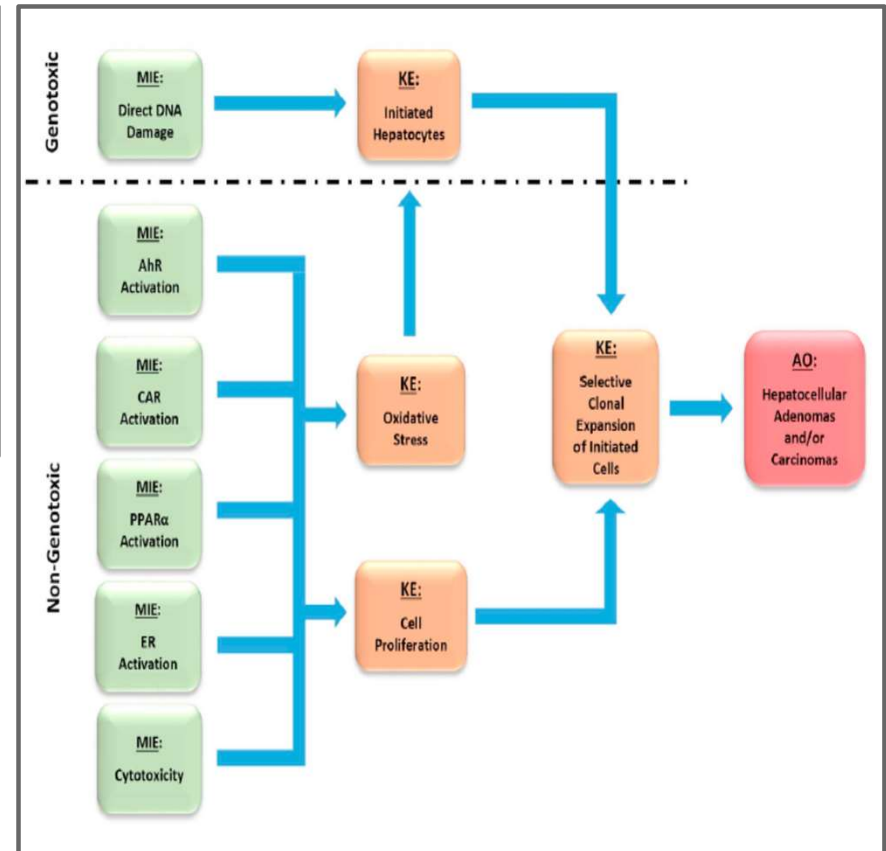 Genotoxic
MIE:
Direct DNA
Damage
KE:
Initiated
Hepatocytes
Non-Genotoxic
MIE:
AhR
Activation
MIE:
CAR
Activation
MIE:
PPARα
Activation
MIE:
ER
Activation
MIE:
Cytotoxicity
KE:
Oxidative
Stress
KE:
Cell
Proliferation
KE:
Selective
Clonal
Expansion
of Initiated
Cells
AO:
Hepatocellular
Adenomas
and/or
Carcinomas